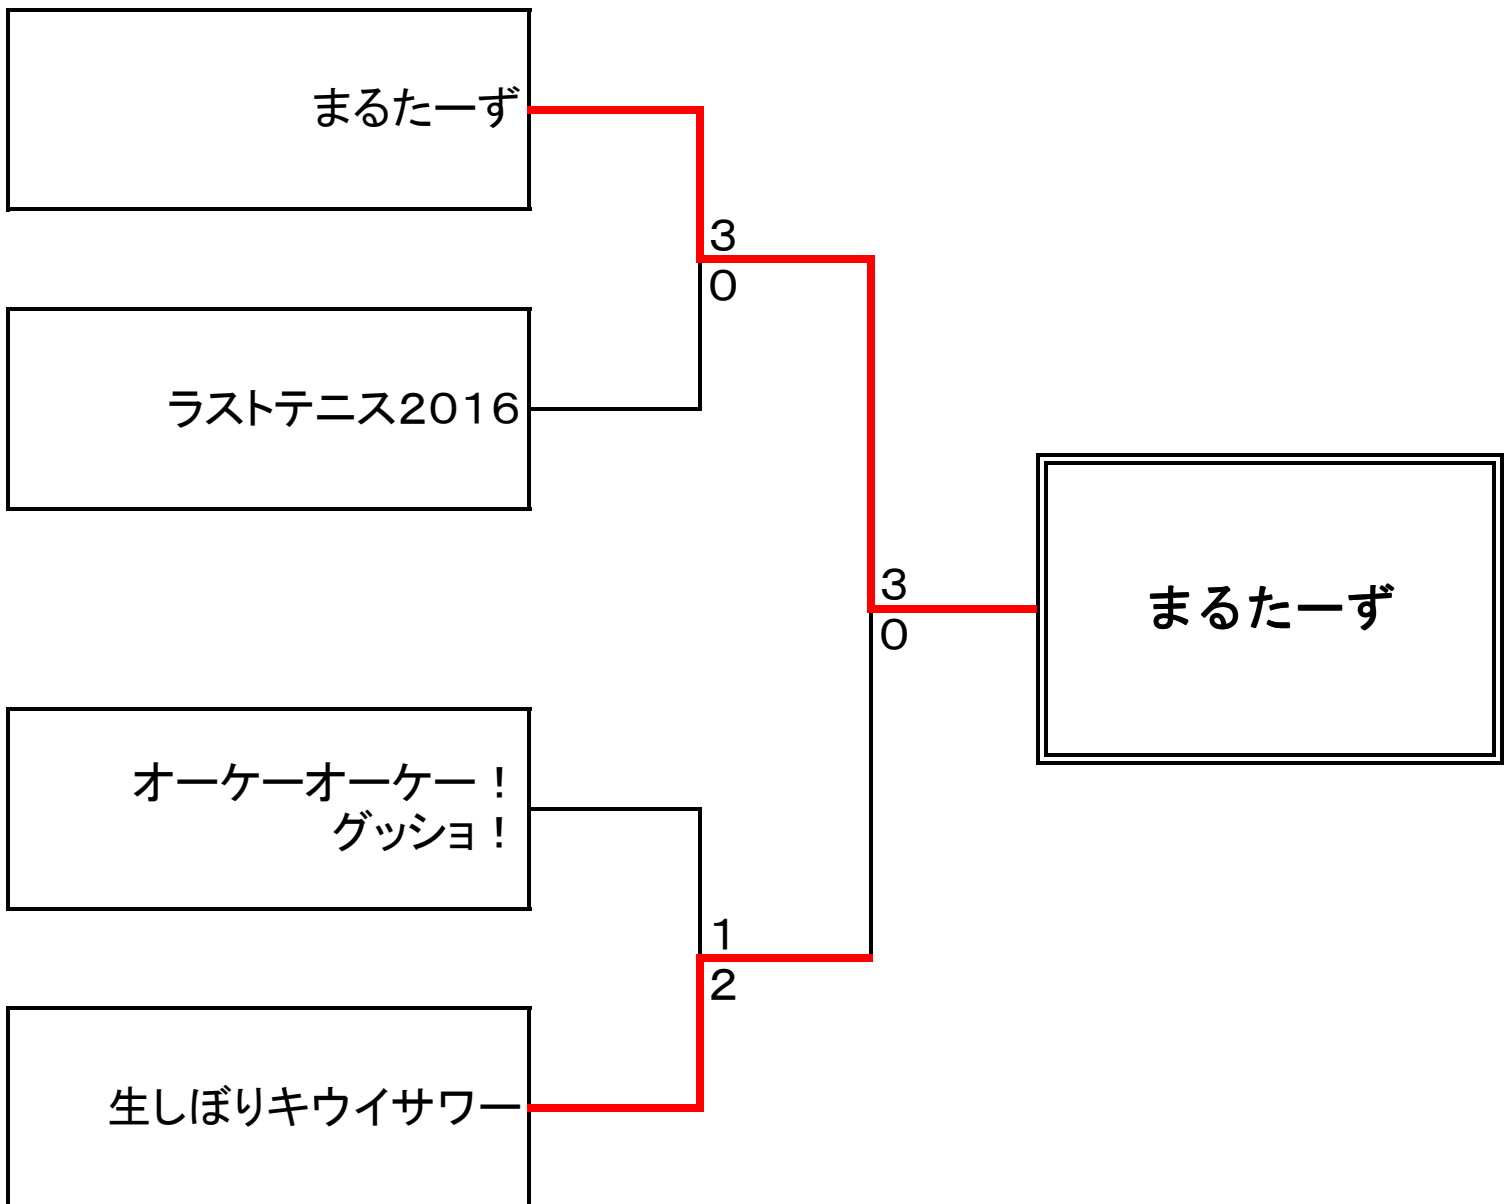 まるたーず
3
0
ラストテニス2016
3
0
まるたーず
オーケーオーケー！
グッショ！
1
2
生しぼりキウイサワー